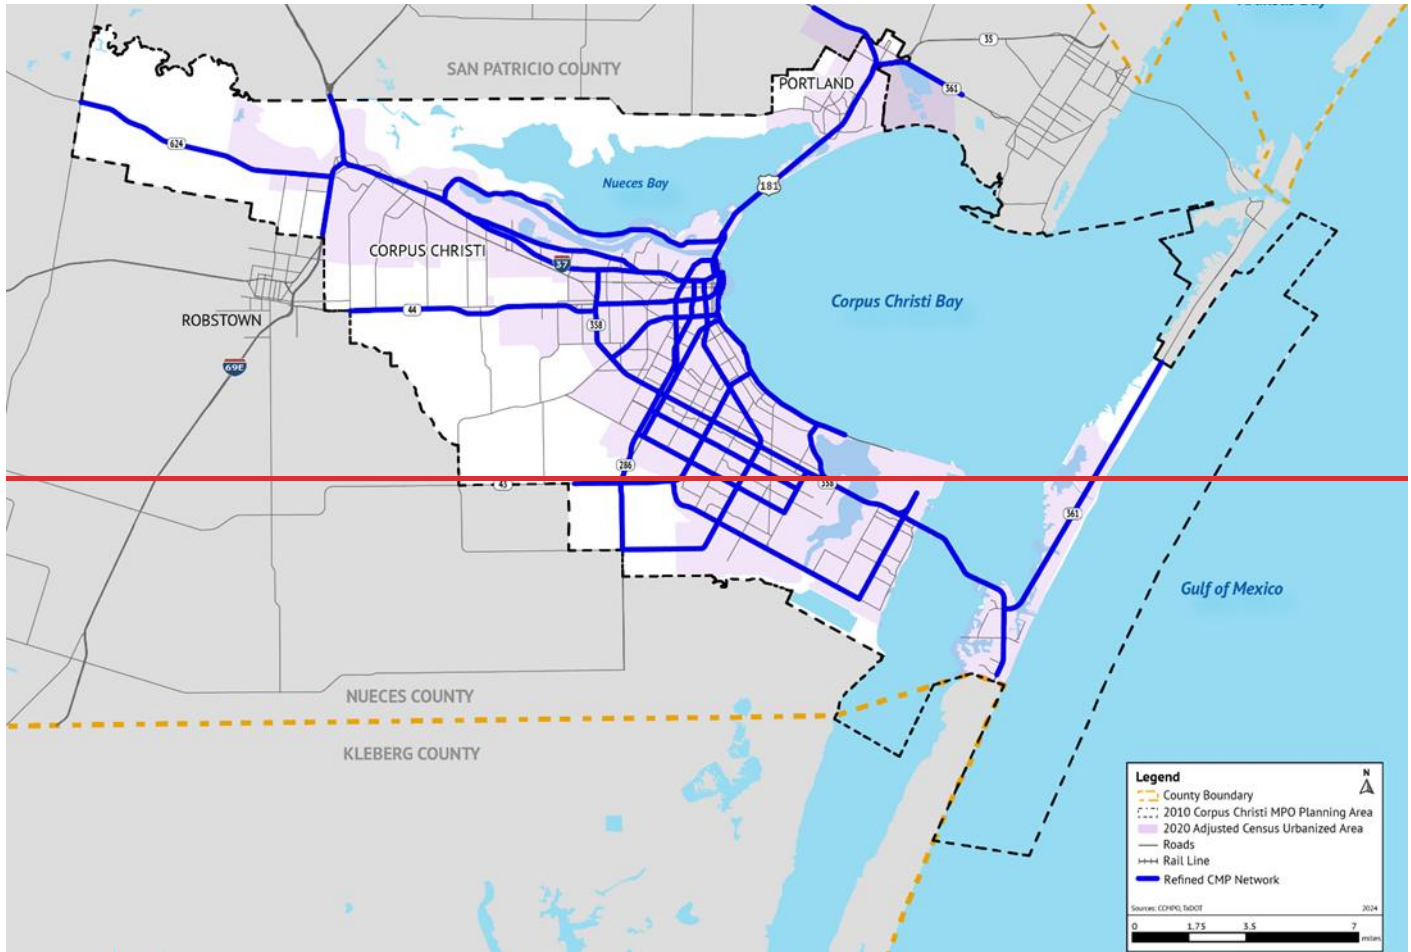 35
SAN PATRICIO COUNTY
PORTLAND
361
624
Nueces Bay
181
CORPUS CHRISTI
37
Corpus Christi Bay
44
ROBSTOWN
358
69E
286
43
358
361
Gulf of Mexico
NUECES COUNTY
KLEBERG COUNTY
Legend
N
County Boundary
2010 Corpus Christi MPO Planning Area
2020 Adjusted Census Urbanized Area
Roads
Rail Line
Refined CMP Network
Sources: CCMPO, TxDOT
2024
0 1.75 3.5 7
miles